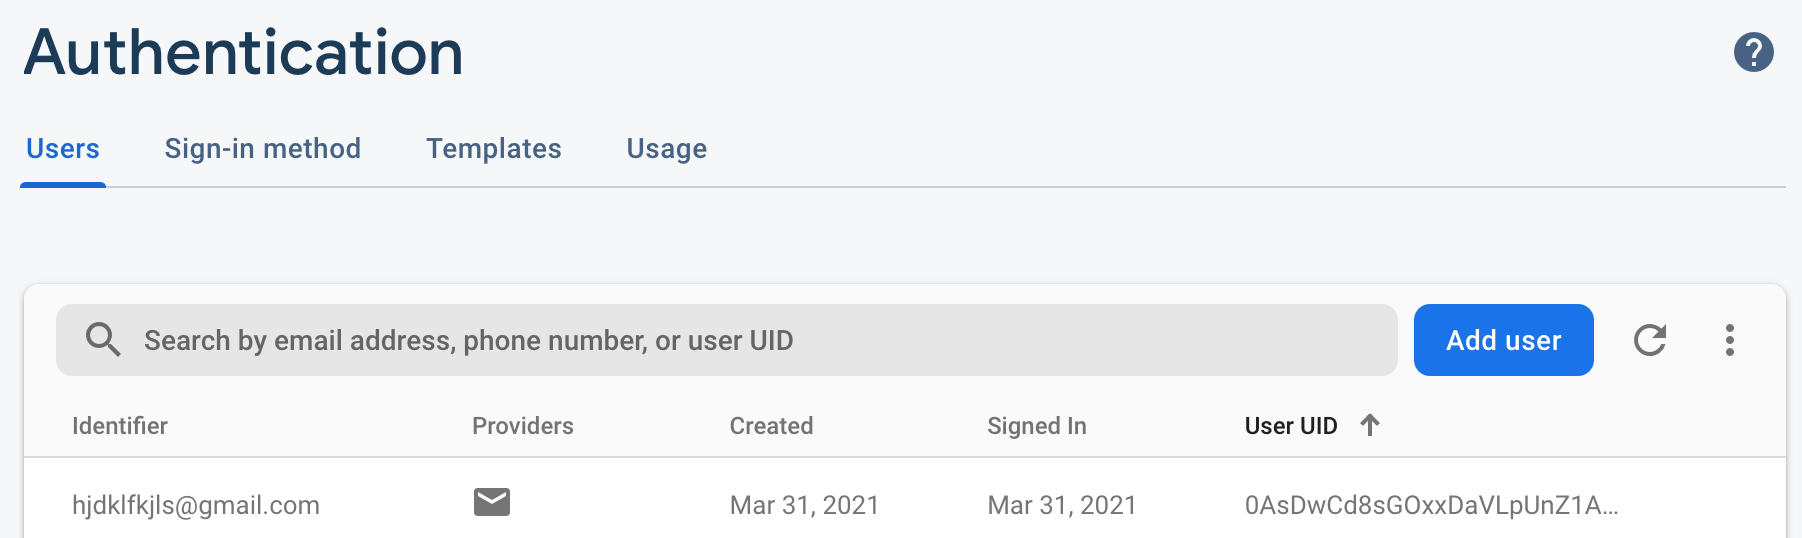 Authentication
?
Users Sign-in method Templates Usage
Search by email address, phone number, or user UID Add user
Identifier Providers Created Signed In User UID
hjdklfkjls@gmail.com Mar 31, 2021 Mar 31, 2021 0AsDwCd8sGOxxDaVLpUnZ1A...